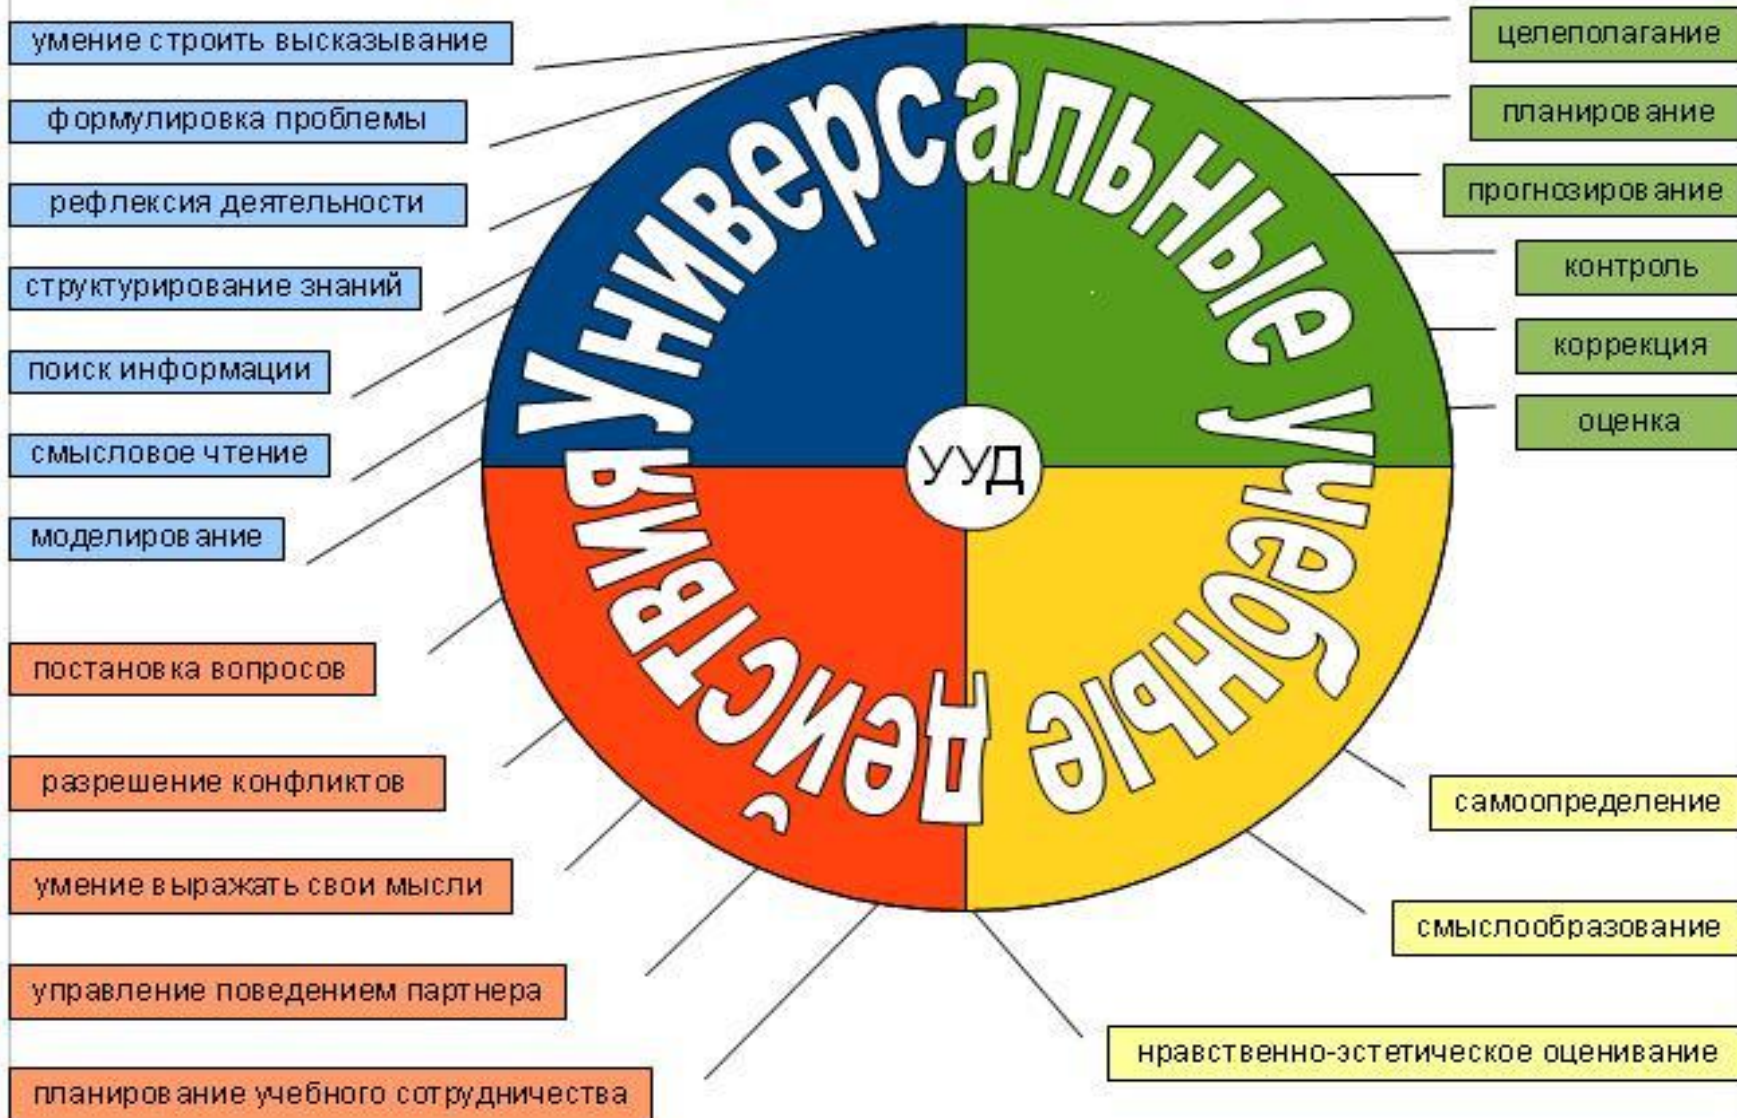 умение строить высказывание
формулировка проблемы
рефлексия деятельности
структурирование знаний
поиск информации
смысловое чтение
моделирование
постановка вопросов
разрешение конфликтов
умение выражать свои мысли
управление поведением партнера
планирование учебного сотрудничества
Универсальные учебные действия
УУД
целеполагание
планирование
прогнозирование
контроль
коррекция
оценка
самоопределение
смыслообразование
нравственно-эстетическое оценивание